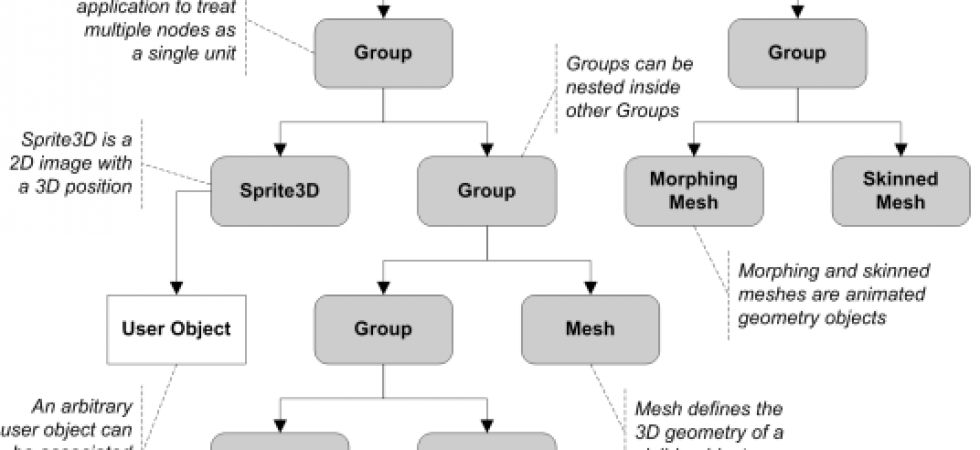 application to treat
multiple nodes as
a single unit
Group
Group
Groups can be
nested inside
other Groups
Sprite3D is a
2D image with
a 3D position
Sprite3D
Group
Morphing
Mesh
Skinned
Mesh
Morphing and skinned
meshes are animated
geometry objects
User Object
Group
Mesh
An arbitrary
user object can
be associated
Mesh defines the
3D geometry of a